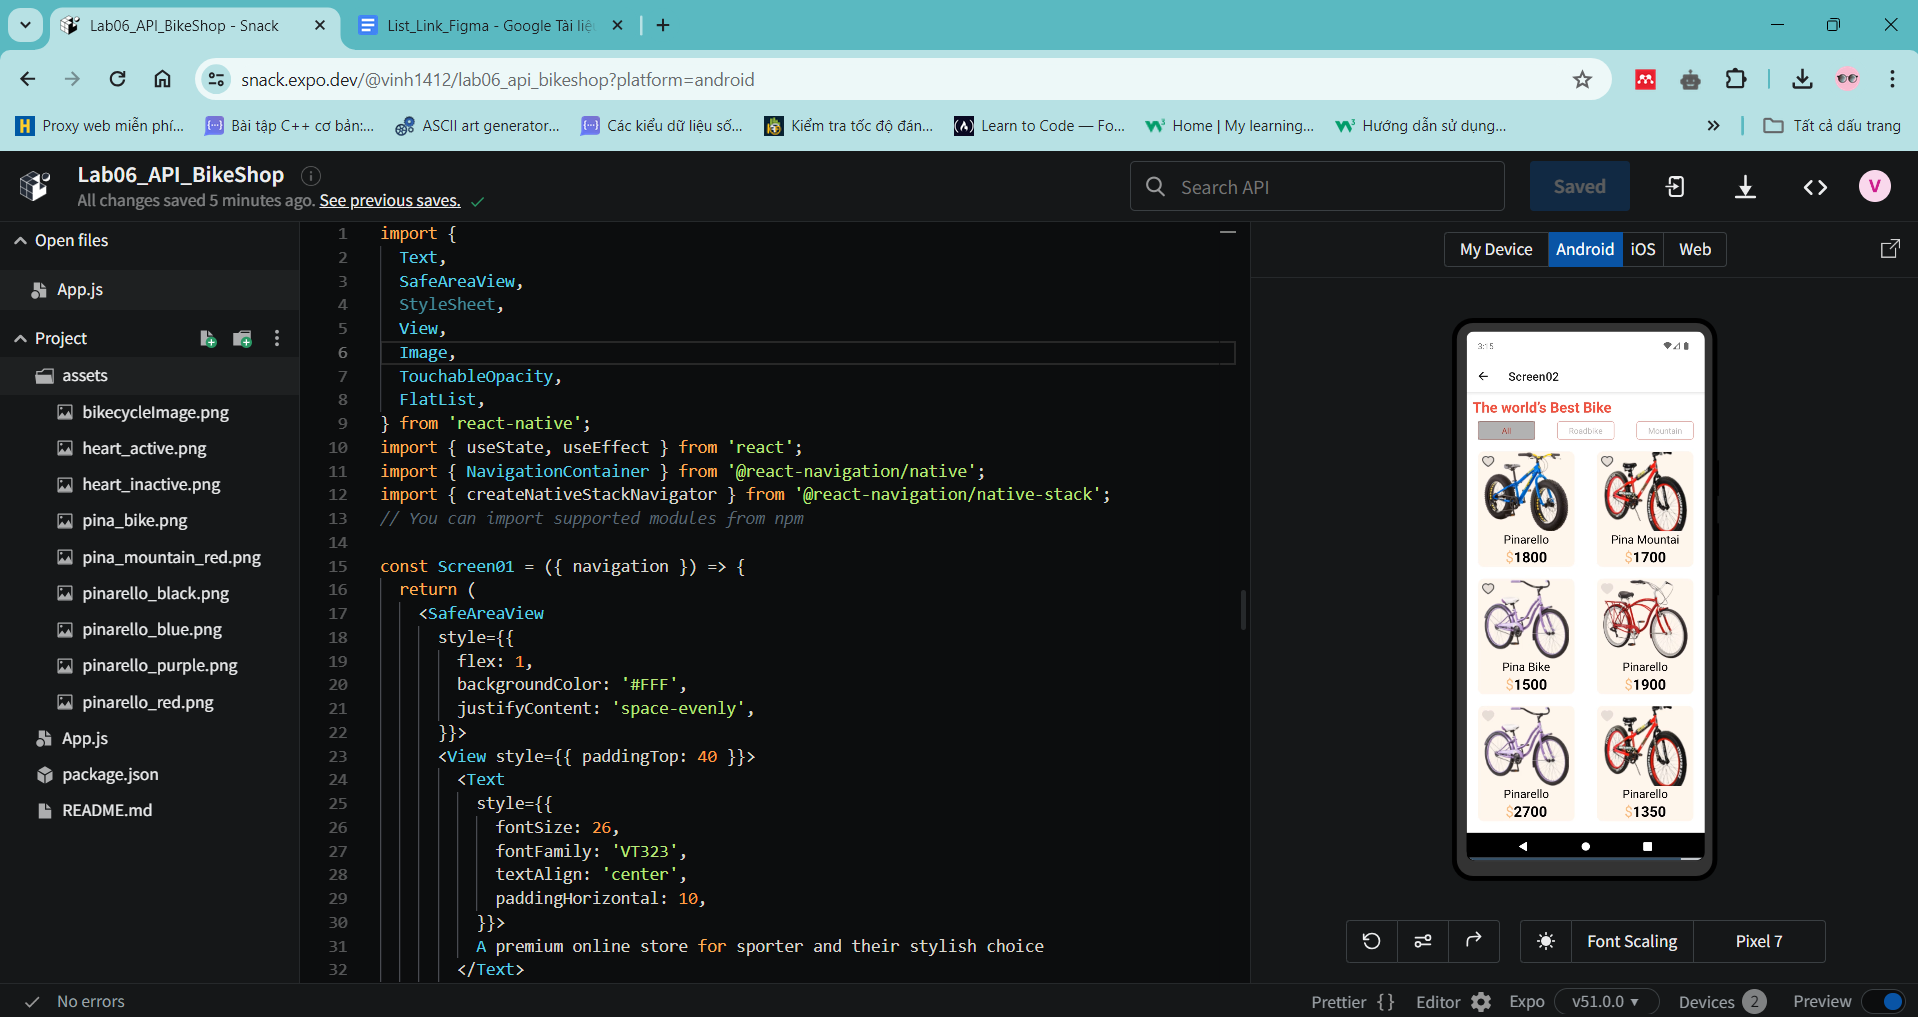 Lab06_API_BikeShop - Snack
List_Link_Figma - Google Tài liệu
snack.expo.dev/@vinh1412/lab06_api_bikeshop?platform=android
Proxy web miễn phí...
Bài tập C++ cơ bản:...
ASCII art generator...
Các kiểu dữ liệu số...
Kiểm tra tốc độ đán...
Learn to Code — Fo...
Home | My learning...
Hướng dẫn sử dụng...
Tất cả dấu trang
Lab06_API_BikeShop
All changes saved 5 minutes ago. See previous saves.
Search API
Saved
V
Open files
App.js
Project
assets
bikecycleImage.png
heart_active.png
heart_inactive.png
pina_bike.png
pina_mountain_red.png
pinarello_black.png
pinarello_blue.png
pinarello_purple.png
pinarello_red.png
App.js
package.json
README.md
1 import {
2 Text,
3 SafeAreaView,
4 StyleSheet,
5 View,
6 Image,
7 TouchableOpacity,
8 FlatList,
9 } from 'react-native';
10 import { useState, useEffect } from 'react';
11 import { NavigationContainer } from '@react-navigation/native';
12 import { createNativeStackNavigator } from '@react-navigation/native-stack';
13 // You can import supported modules from npm
14
15 const Screen01 = ({ navigation }) => {
16 return (
17 <SafeAreaView
18 style={{
19 flex: 1,
20 backgroundColor: '#FFF',
21 justifyContent: 'space-evenly',
22 }}>
23 <View style={{ paddingTop: 40 }}>
24 <Text
25 style={{
26 fontSize: 26,
27 fontFamily: 'VT323',
28 textAlign: 'center',
29 paddingHorizontal: 10,
30 }}>
31 A premium online store for sporter and their stylish choice
32 </Text>
My Device
Android
iOS
Web
3:15
Screen02
The world's Best Bike
All
Roadbike
Mountain
Pinarello
$1800
Pina Mountai
$1700
Pina Bike
$1500
Pinarello
$1900
Pinarello
$2700
Pinarello
$1350
Font Scaling
Pixel 7
No errors
Prettier {}
Editor
Expo
v51.0.0
Devices
2
Preview